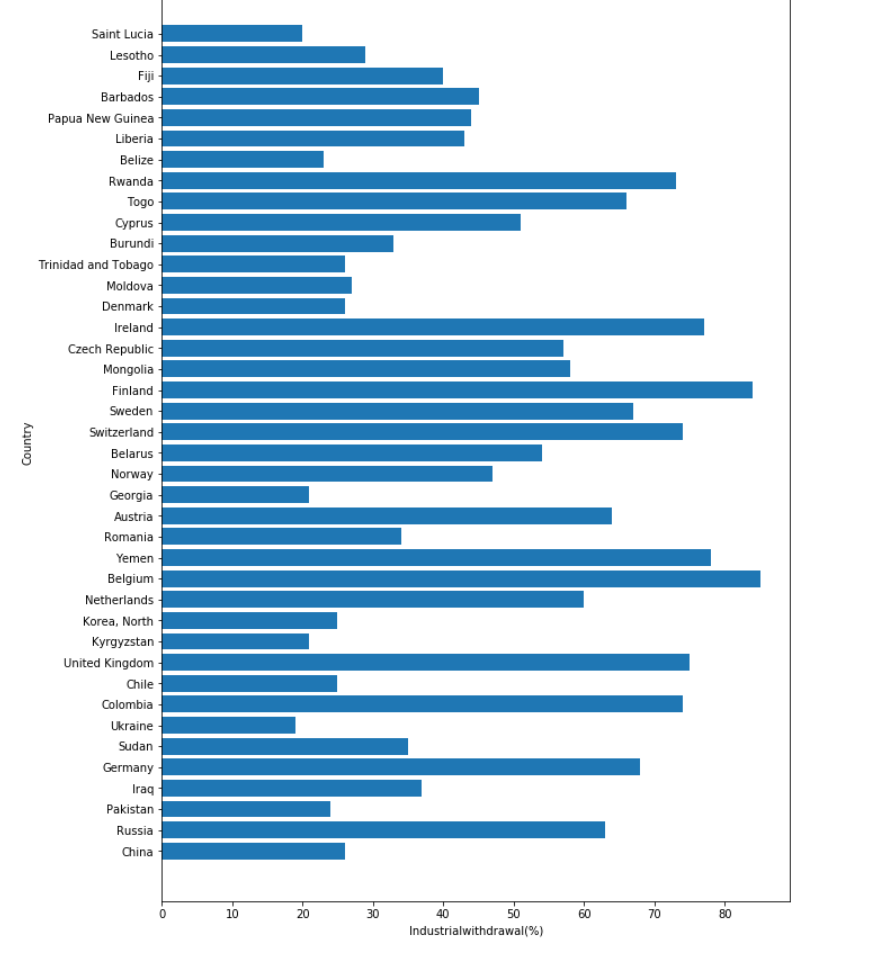 Saint Lucia
Lesotho
Fiji
Barbados
Papua New Guinea
Liberia
Belize
Rwanda
Togo
Cyprus
Burundi
Trinidad and Tobago
Moldova
Denmark
Ireland
Czech Republic
Mongolia
Finland
Sweden
Switzerland
Belarus
Norway
Georgia
Austria
Romania
Yemen
Belgium
Netherlands
Korea, North
Kyrgyzstan
United Kingdom
Chile
Colombia
Ukraine
Sudan
Germany
Iraq
Pakistan
Russia
China
Country
0 10 20 30 40 50 60 70 80
Industrialwithdrawal(%)